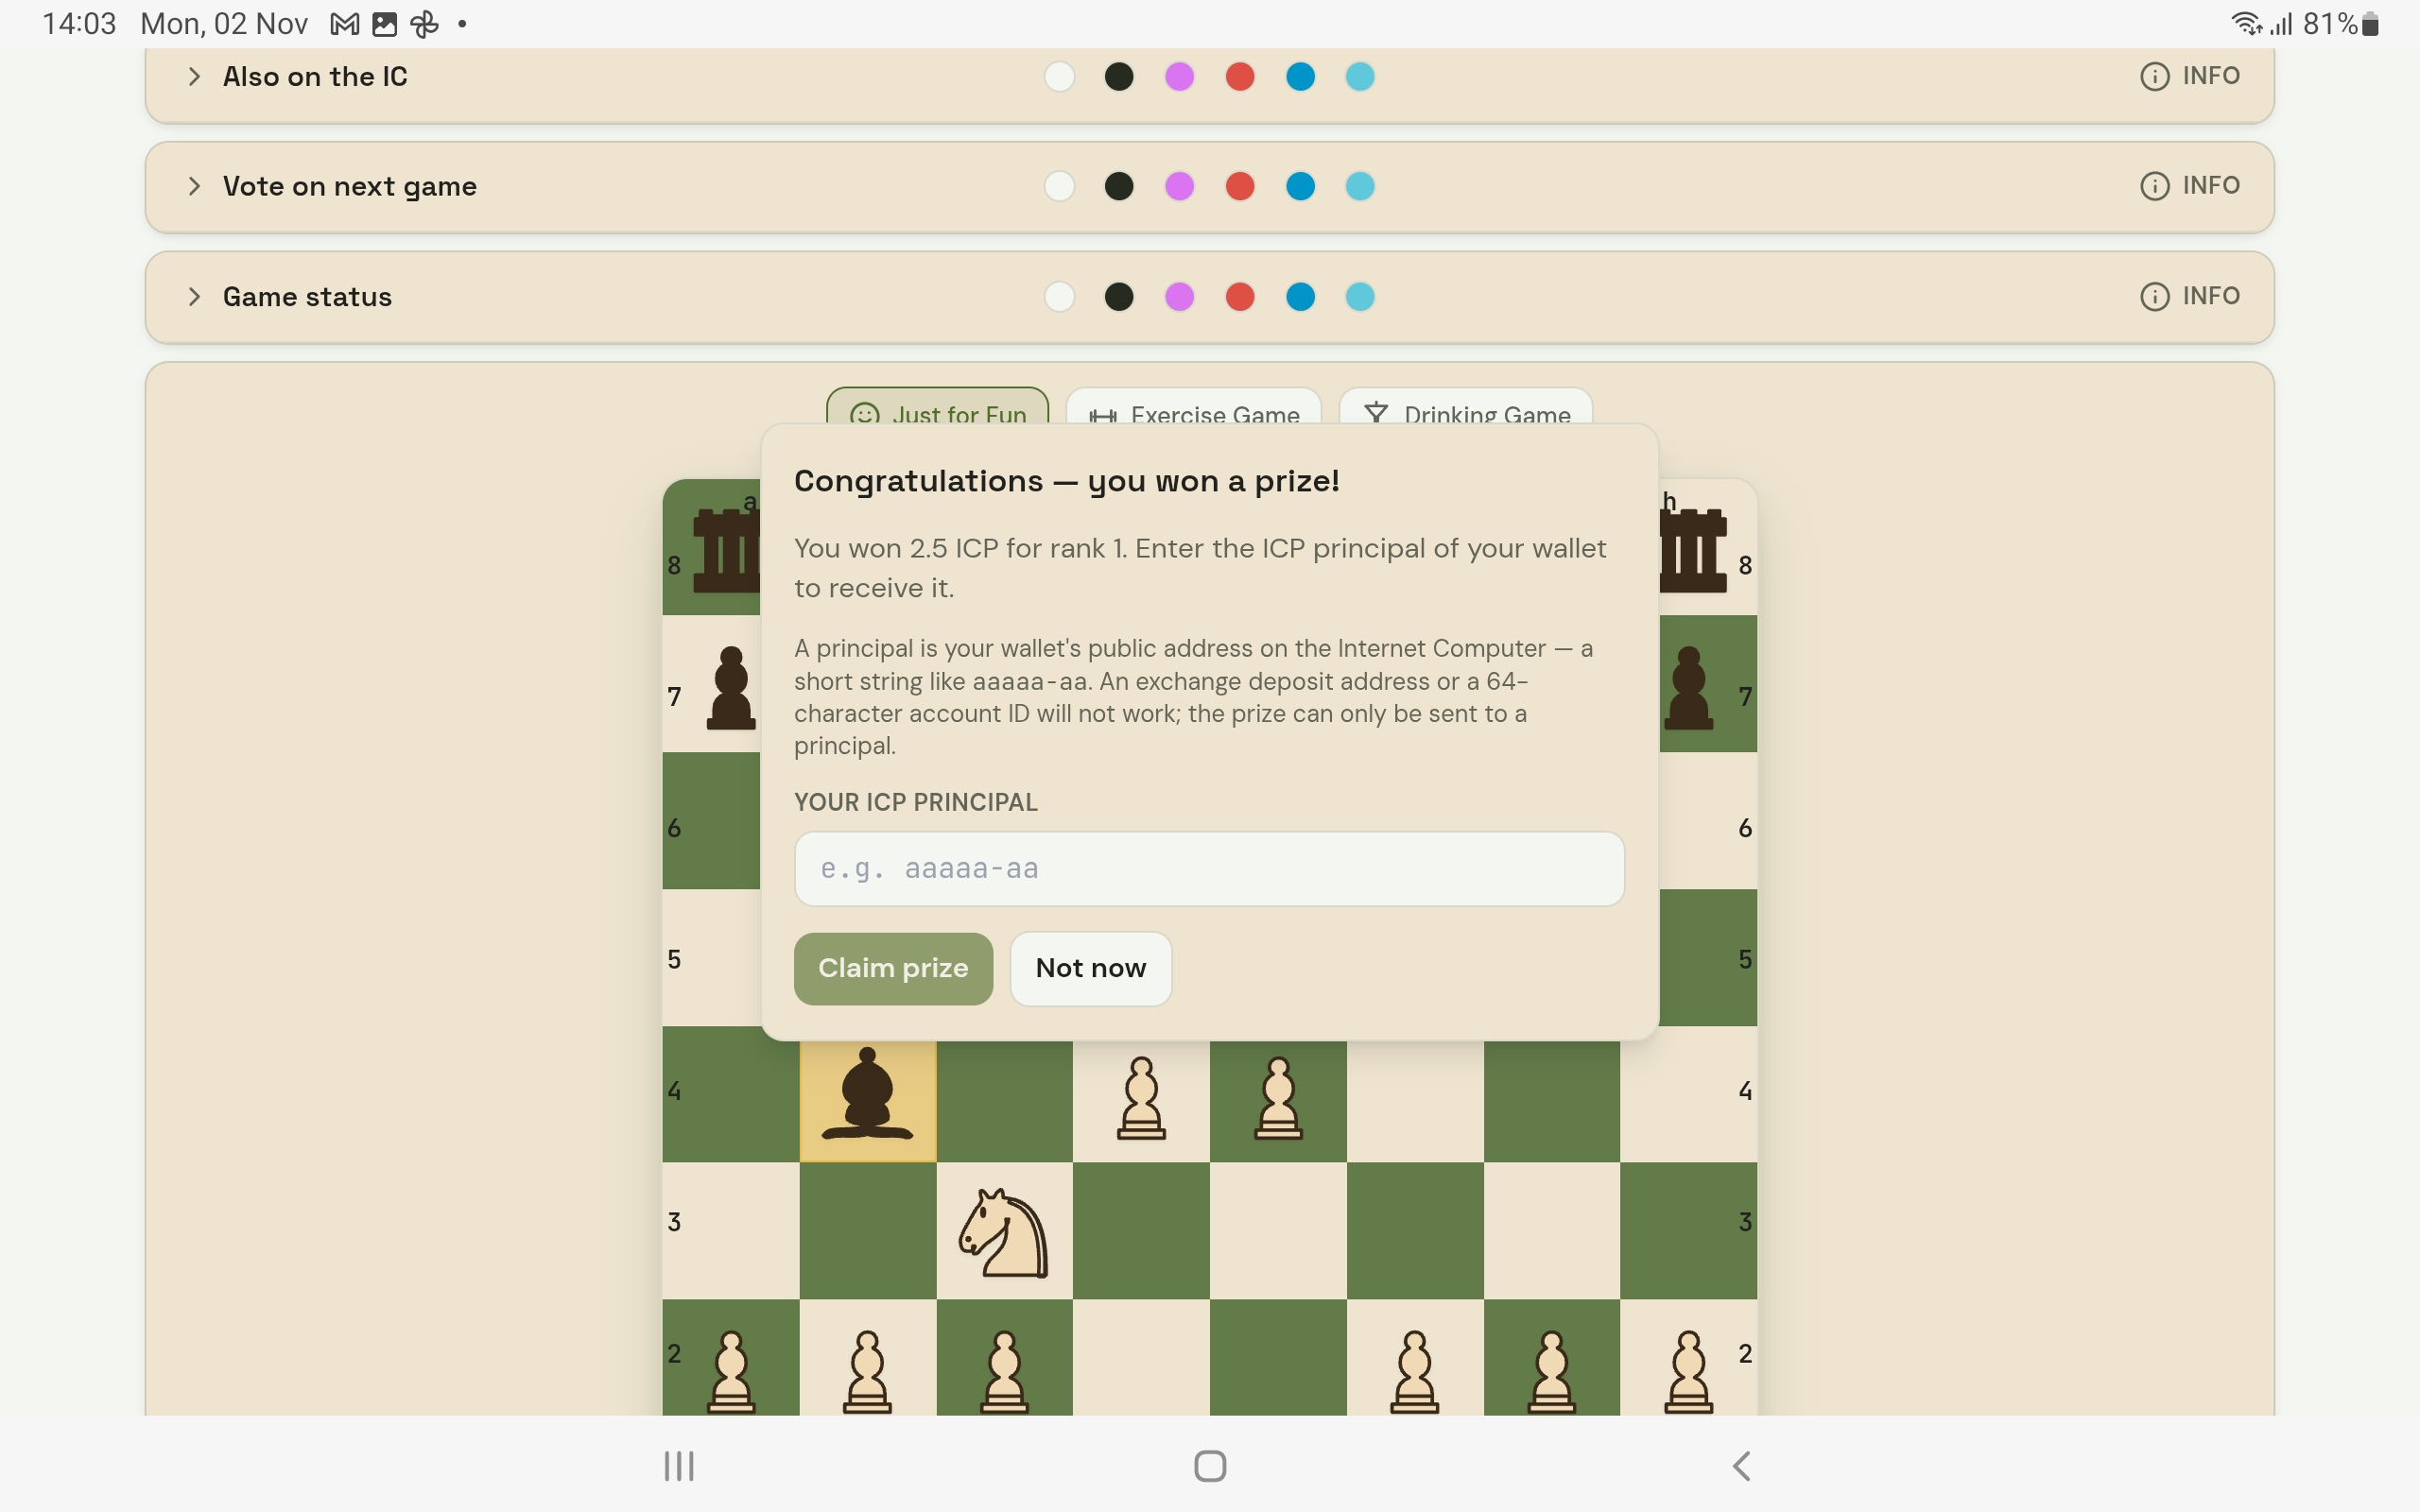 14:03 Mon, 02 Nov 81%
Also on the IC INFO
Vote on next game INFO
Game status INFO
Just for Fun Exercise Game Drinking Game
Congratulations — you won a prize!
You won 2.5 ICP for rank 1. Enter the ICP principal of your wallet
to receive it.
A principal is your wallet's public address on the Internet Computer — a
short string like aaaaa-aa. An exchange deposit address or a 64-
character account ID will not work; the prize can only be sent to a
principal.
YOUR ICP PRINCIPAL
e.g. aaaaa-aa
Claim prize Not now
a h
8 8
7 7
6 6
5 5
4 4
3 3
2 2